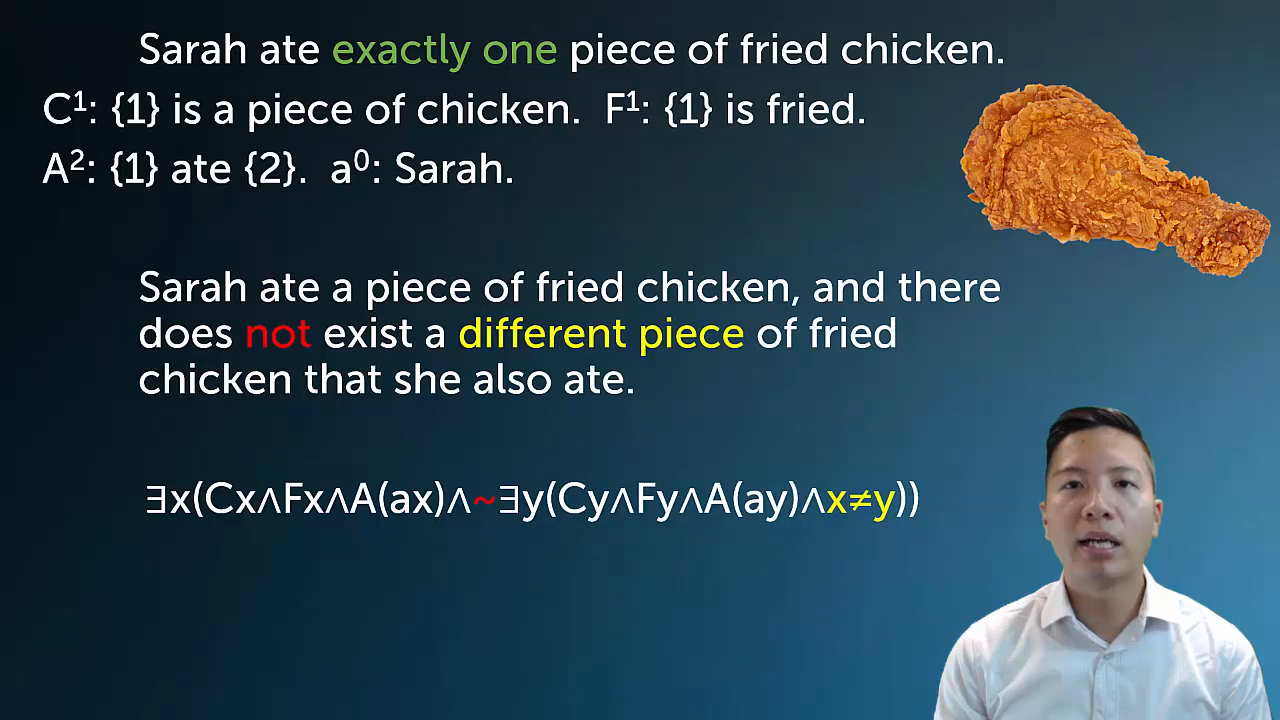 Sarah ate exactly one piece of fried chicken.
C¹: {1} is a piece of chicken. F¹: {1} is fried.
A²: {1} ate {2}. a⁰: Sarah.
Sarah ate a piece of fried chicken, and there
does not exist a different piece of fried
chicken that she also ate.
∃x(Cx∧Fx∧A(ax)∧~∃y(Cy∧Fy∧A(ay)∧x≠y))